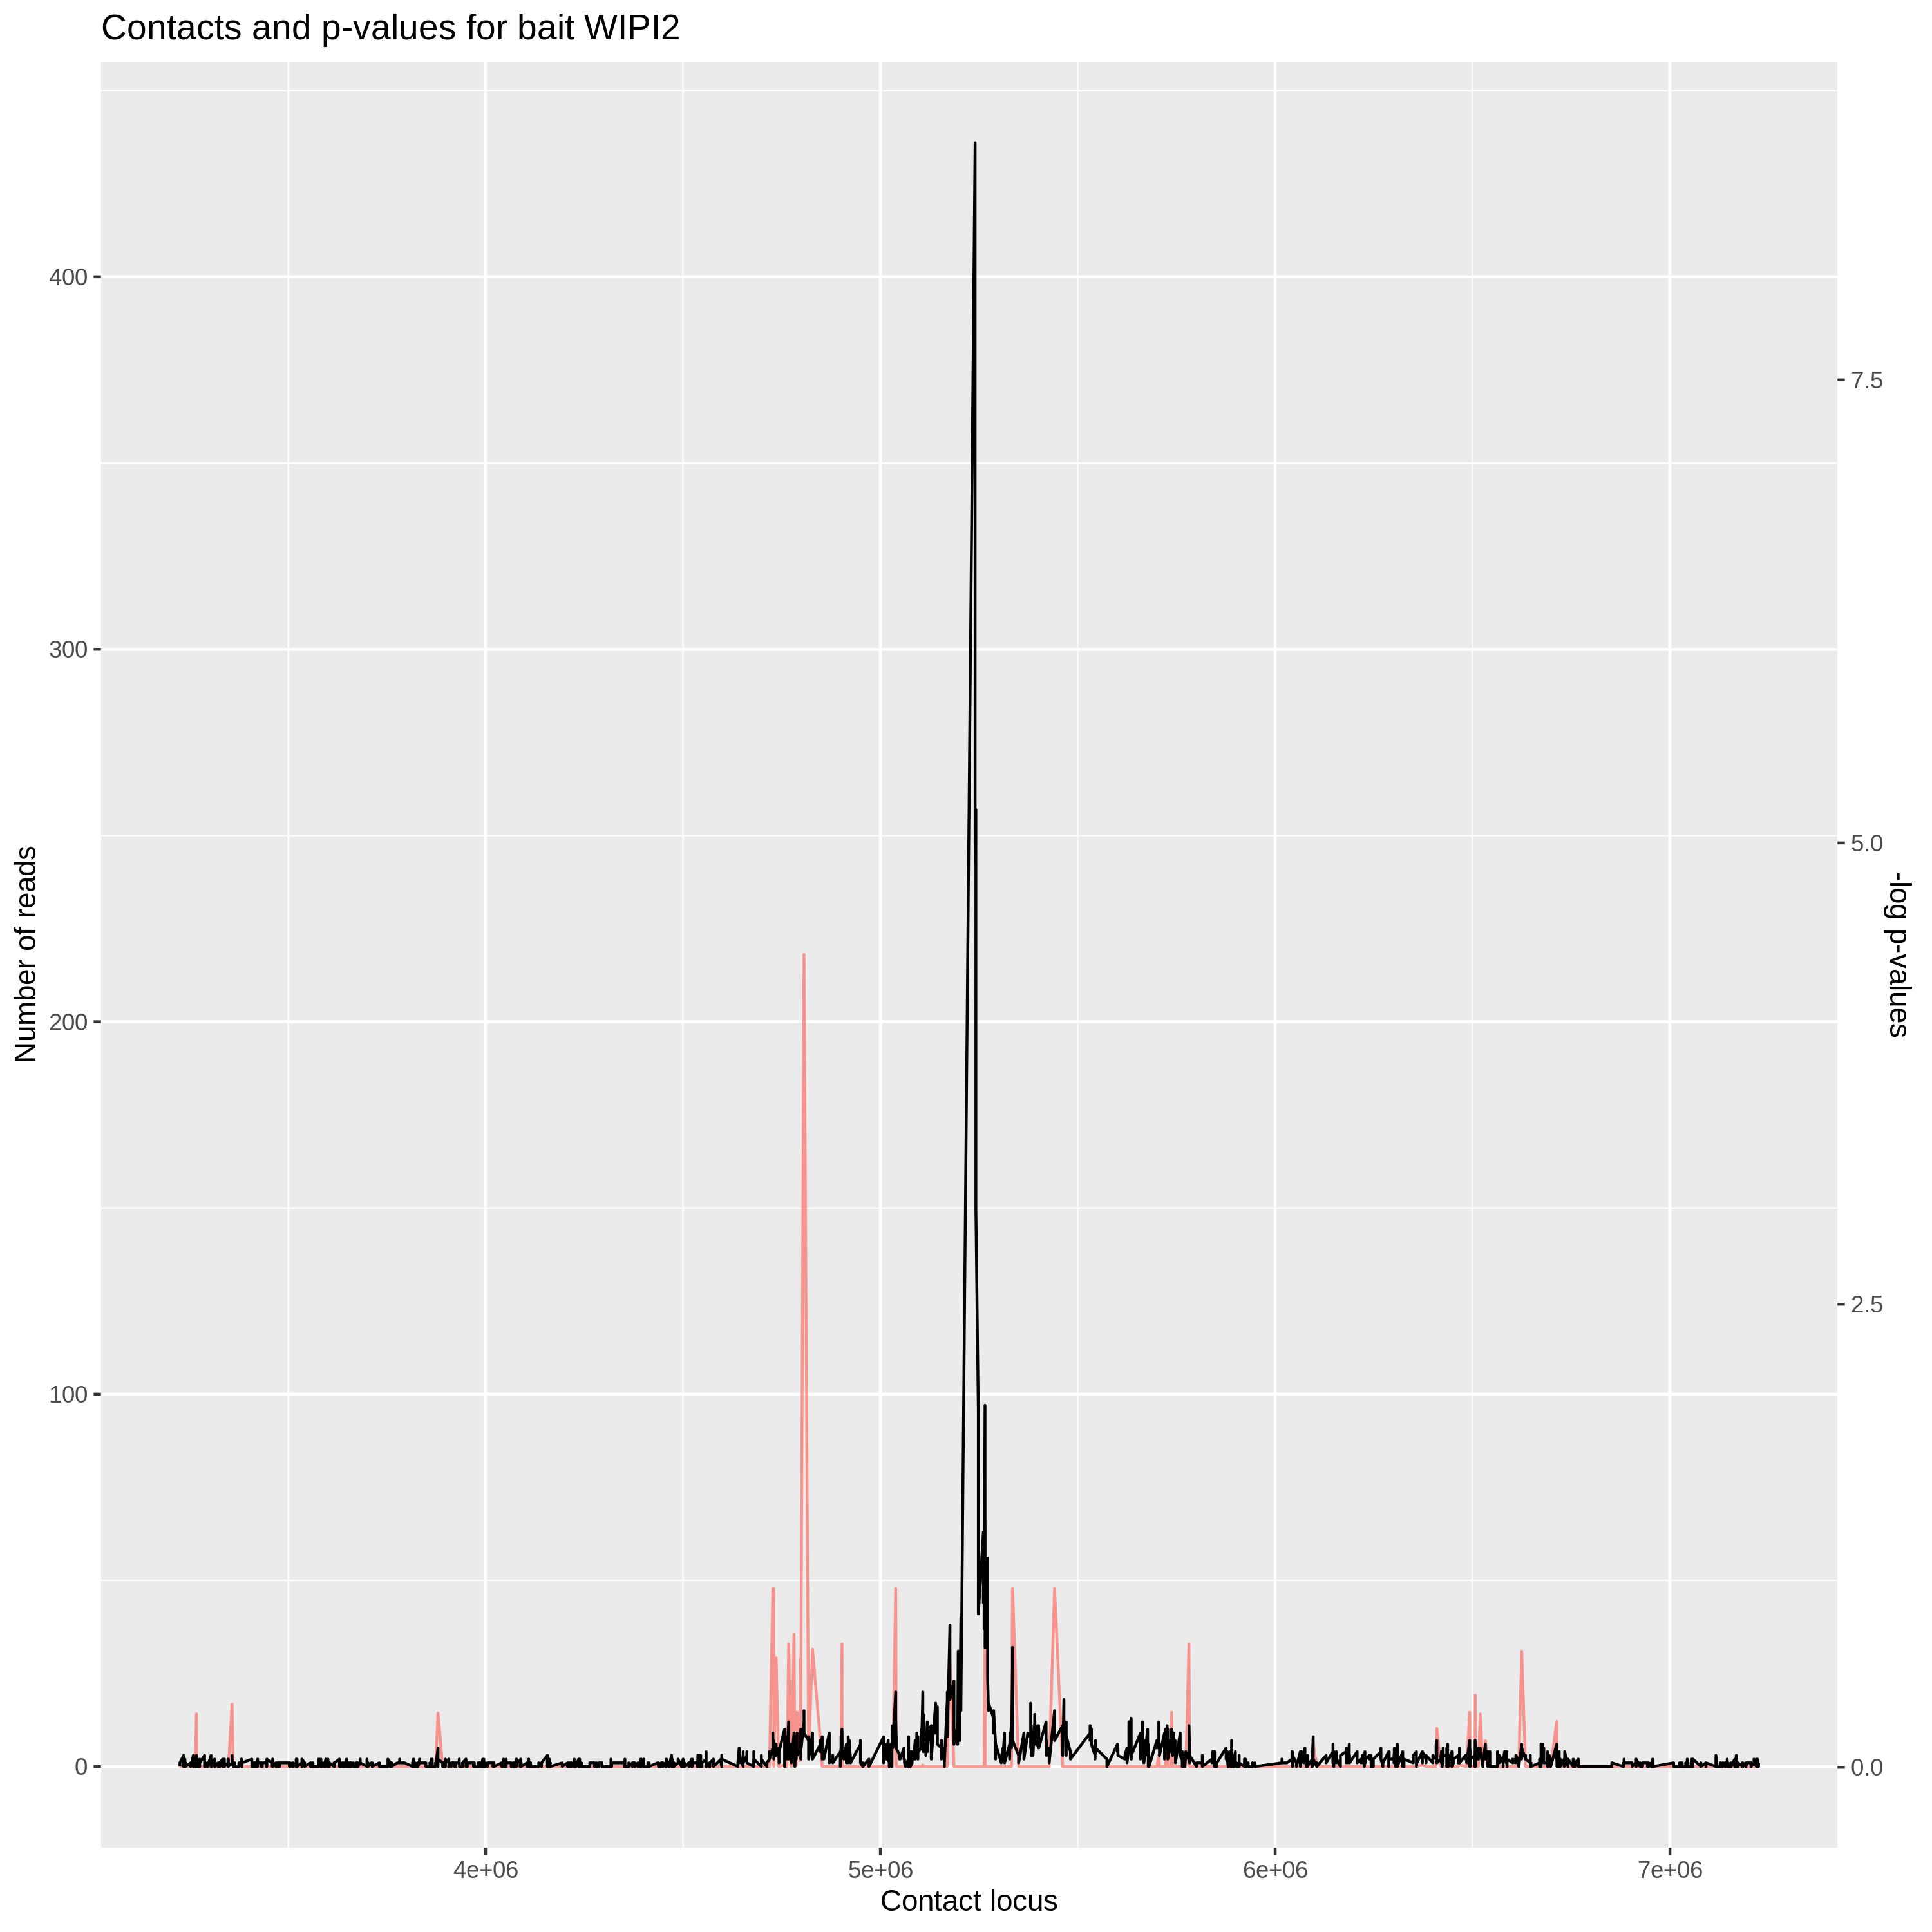 Contacts and p-values for bait WIPI2
Number of reads
400
300
200
100
0
7.5
5.0
2.5
0.0
-log p-values
4e+06 5e+06 6e+06 7e+06
Contact locus